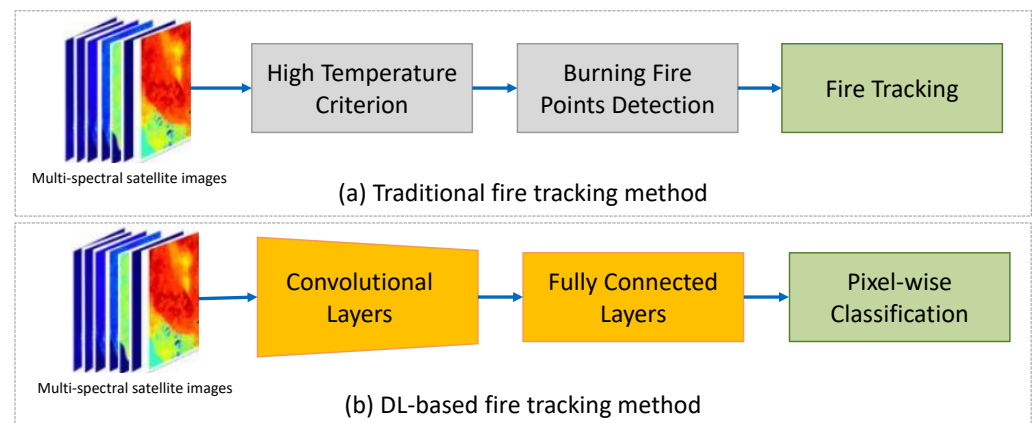 High Temperature
Criterion
Burning Fire
Points Detection
Fire Tracking
Multi-spectral satellite images
(a) Traditional fire tracking method
Convolutional
Layers
Fully Connected
Layers
Pixel-wise
Classification
Multi-spectral satellite images
(b) DL-based fire tracking method